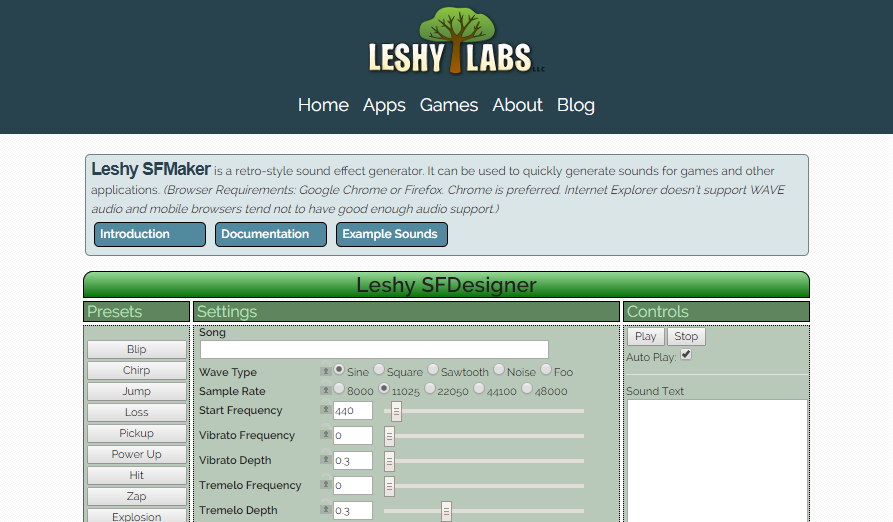 LESHY LABS LLC
Home Apps Games About Blog
Leshy SFMaker is a retro-style sound effect generator. It can be used to quickly generate sounds for games and other
applications. (Browser Requirements: Google Chrome or Firefox. Chrome is preferred. Internet Explorer doesn't support WAVE
audio and mobile browsers tend not to have good enough audio support.)
Introduction Documentation Example Sounds
Leshy SFDesigner
Presets Settings Controls
Blip
Chirp
Jump
Loss
Pickup
Power Up
Hit
Zap
Explosion
Song
Wave Type Sine Square Sawtooth Noise Foo
Sample Rate 8000 11025 22050 44100 48000
Start Frequency 440
Vibrato Frequency 0
Vibrato Depth 0.3
Tremelo Frequency 0
Tremelo Depth 0.3
Play Stop
Auto Play:
Sound Text